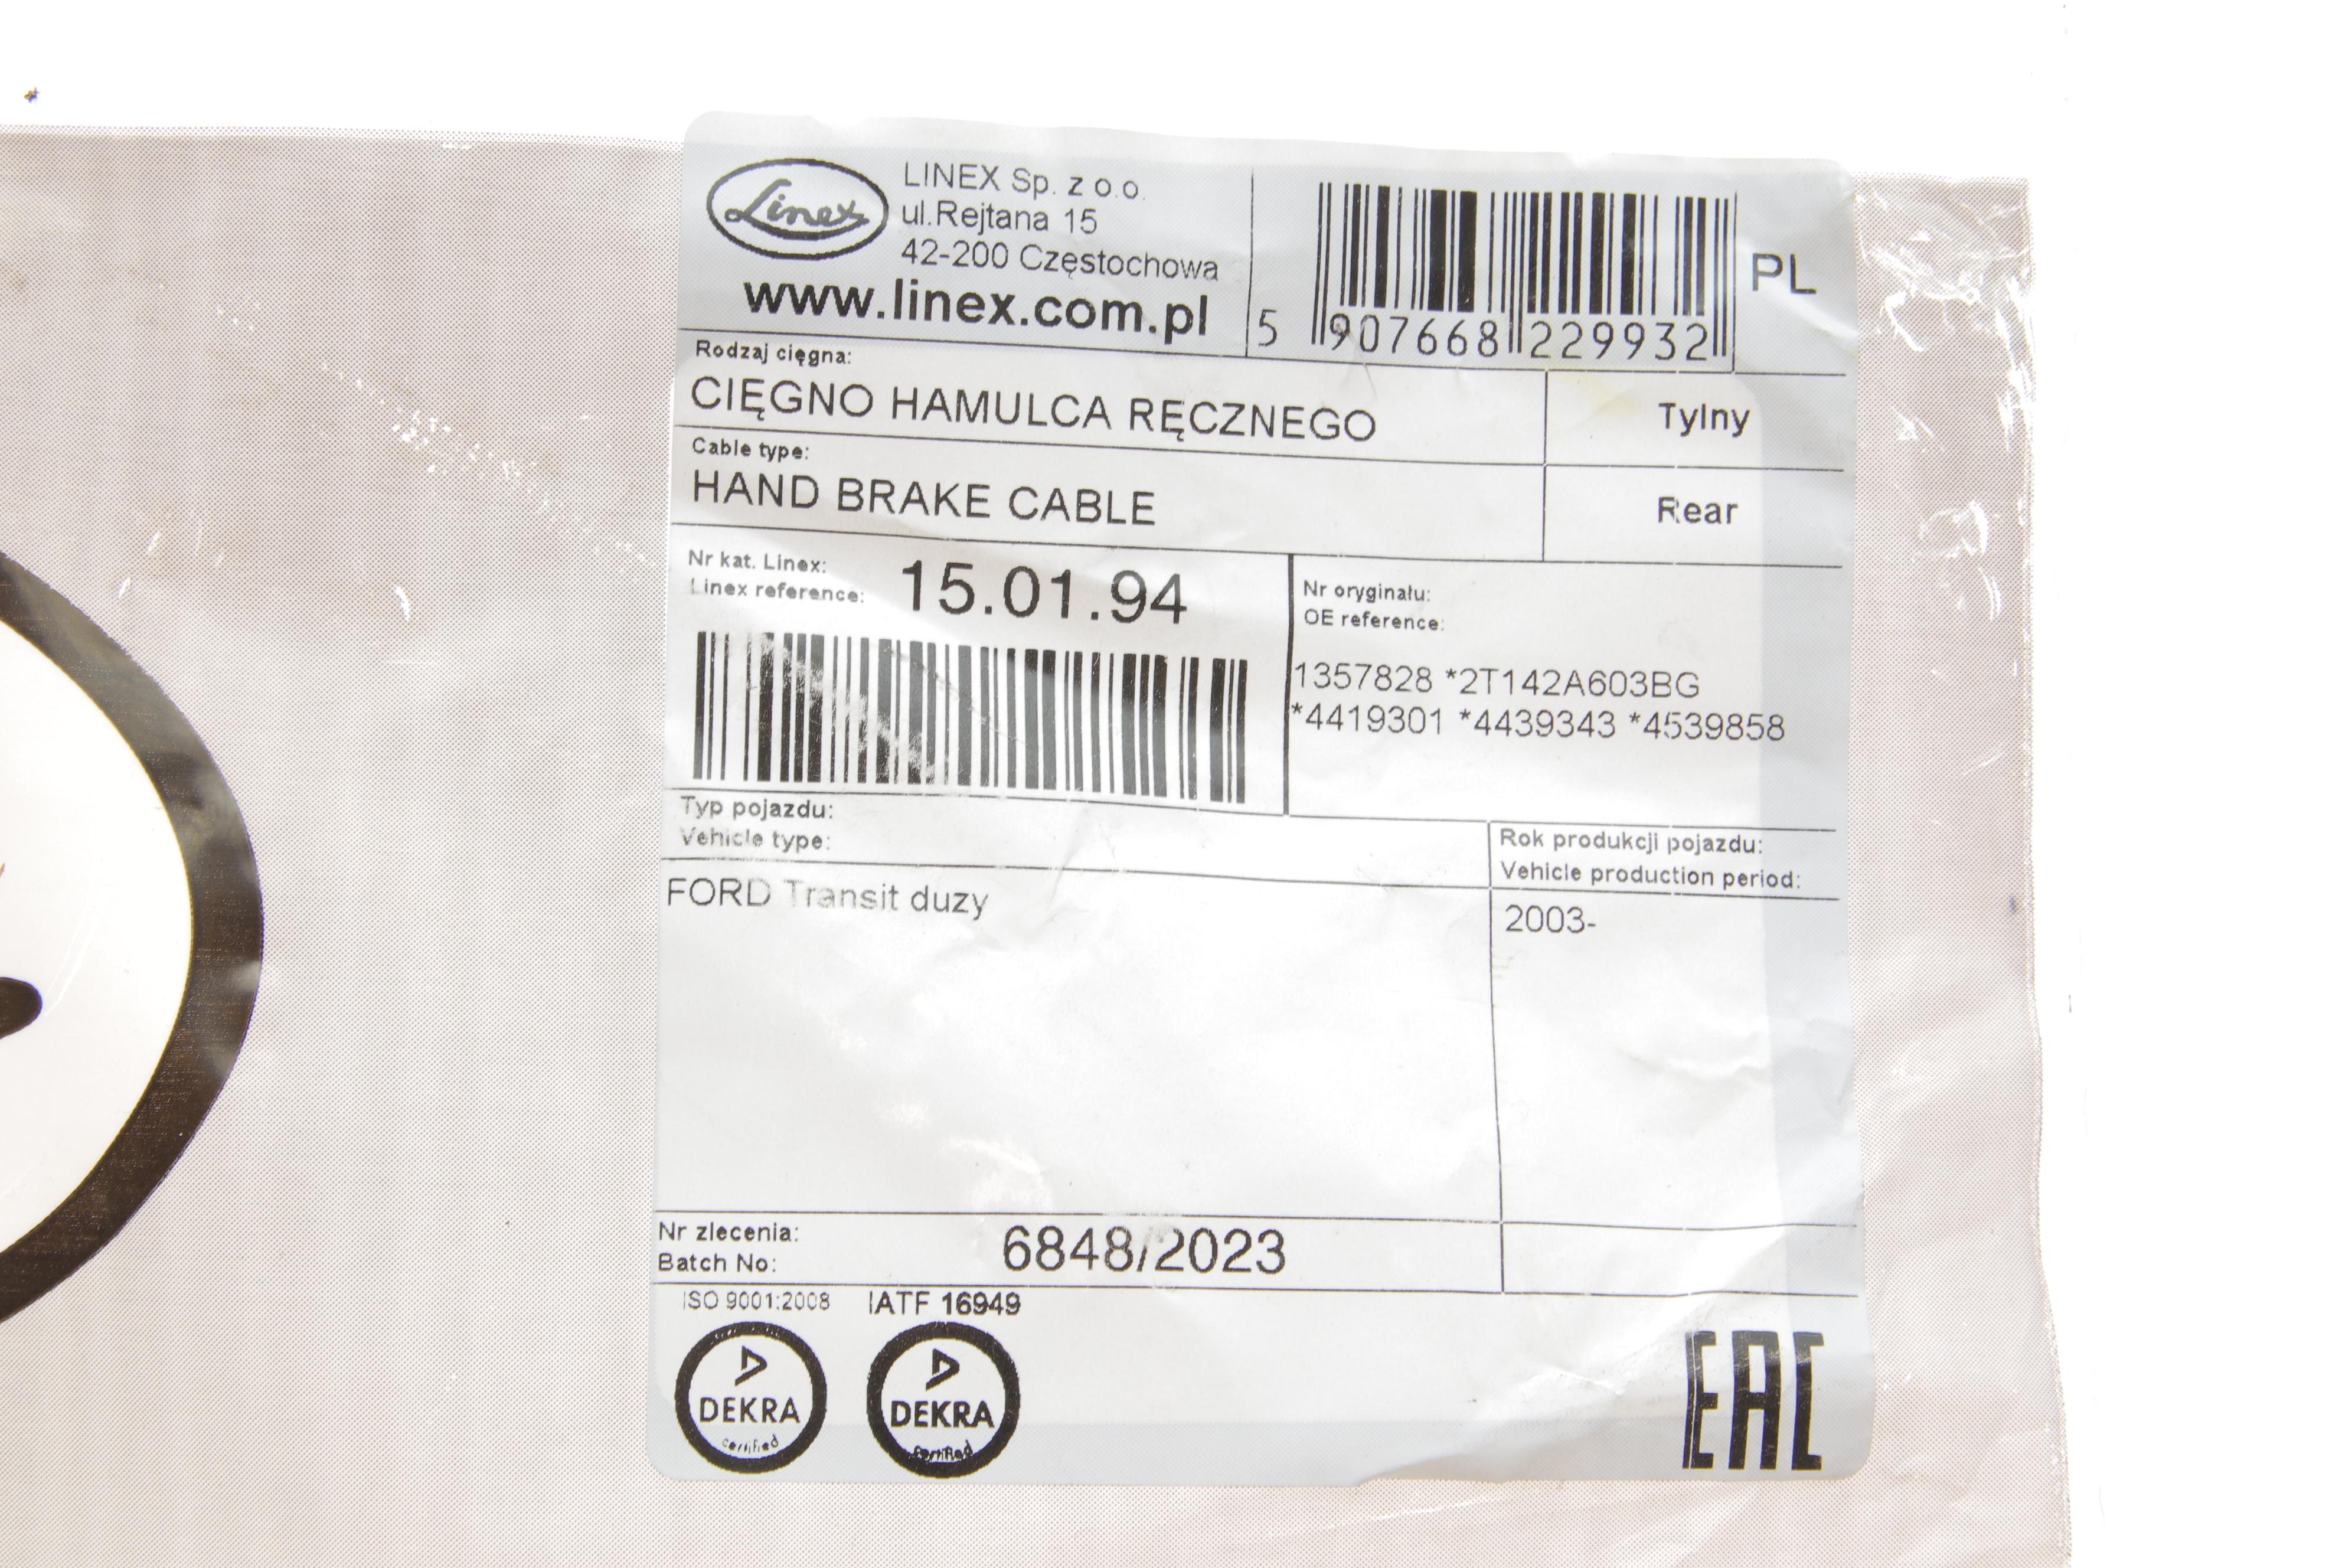 Linex
LINEX Sp. z o.o.
ul.Rejtana 15
42-200 Częstochowa
www.linex.com.pl
5 907668 229932
PL
Rodzaj cięgna:
CIĘGNO HAMULCA RĘCZNEGO
Tylny
Cable type:
HAND BRAKE CABLE
Rear
Nr kat. Linex:
Linex reference:
15.01.94
Nr oryginału:
OE reference:
1357828 *2T142A603BG
*4419301 *4439343 *4539858
Typ pojazdu:
Vehicle type:
Rok produkcji pojazdu:
Vehicle production period:
FORD Transit duzy
2003-
Nr zlecenia:
Batch No:
6848/2023
ISO 9001:2008
IATF 16949
DEKRA
certified
DEKRA
certified
EAC